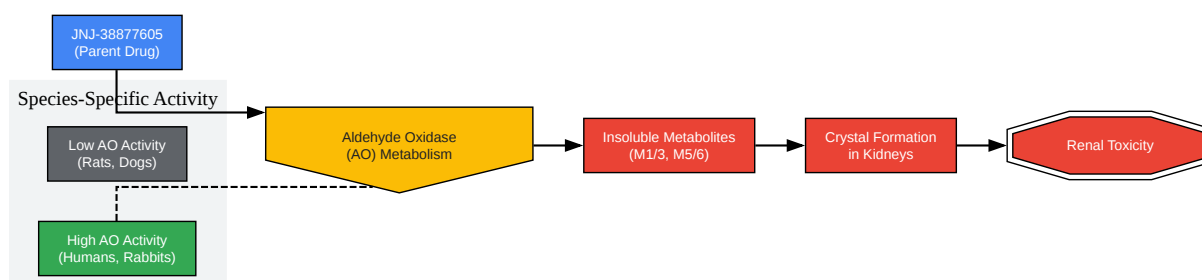 JNJ-38877605
(Parent Drug)
Species-Specific Activity
Low AO Activity
(Rats, Dogs)
High AO Activity
(Humans, Rabbits)
Aldehyde Oxidase
(AO) Metabolism
Insoluble Metabolites
(M1/3, M5/6)
Crystal Formation
in Kidneys
Renal Toxicity